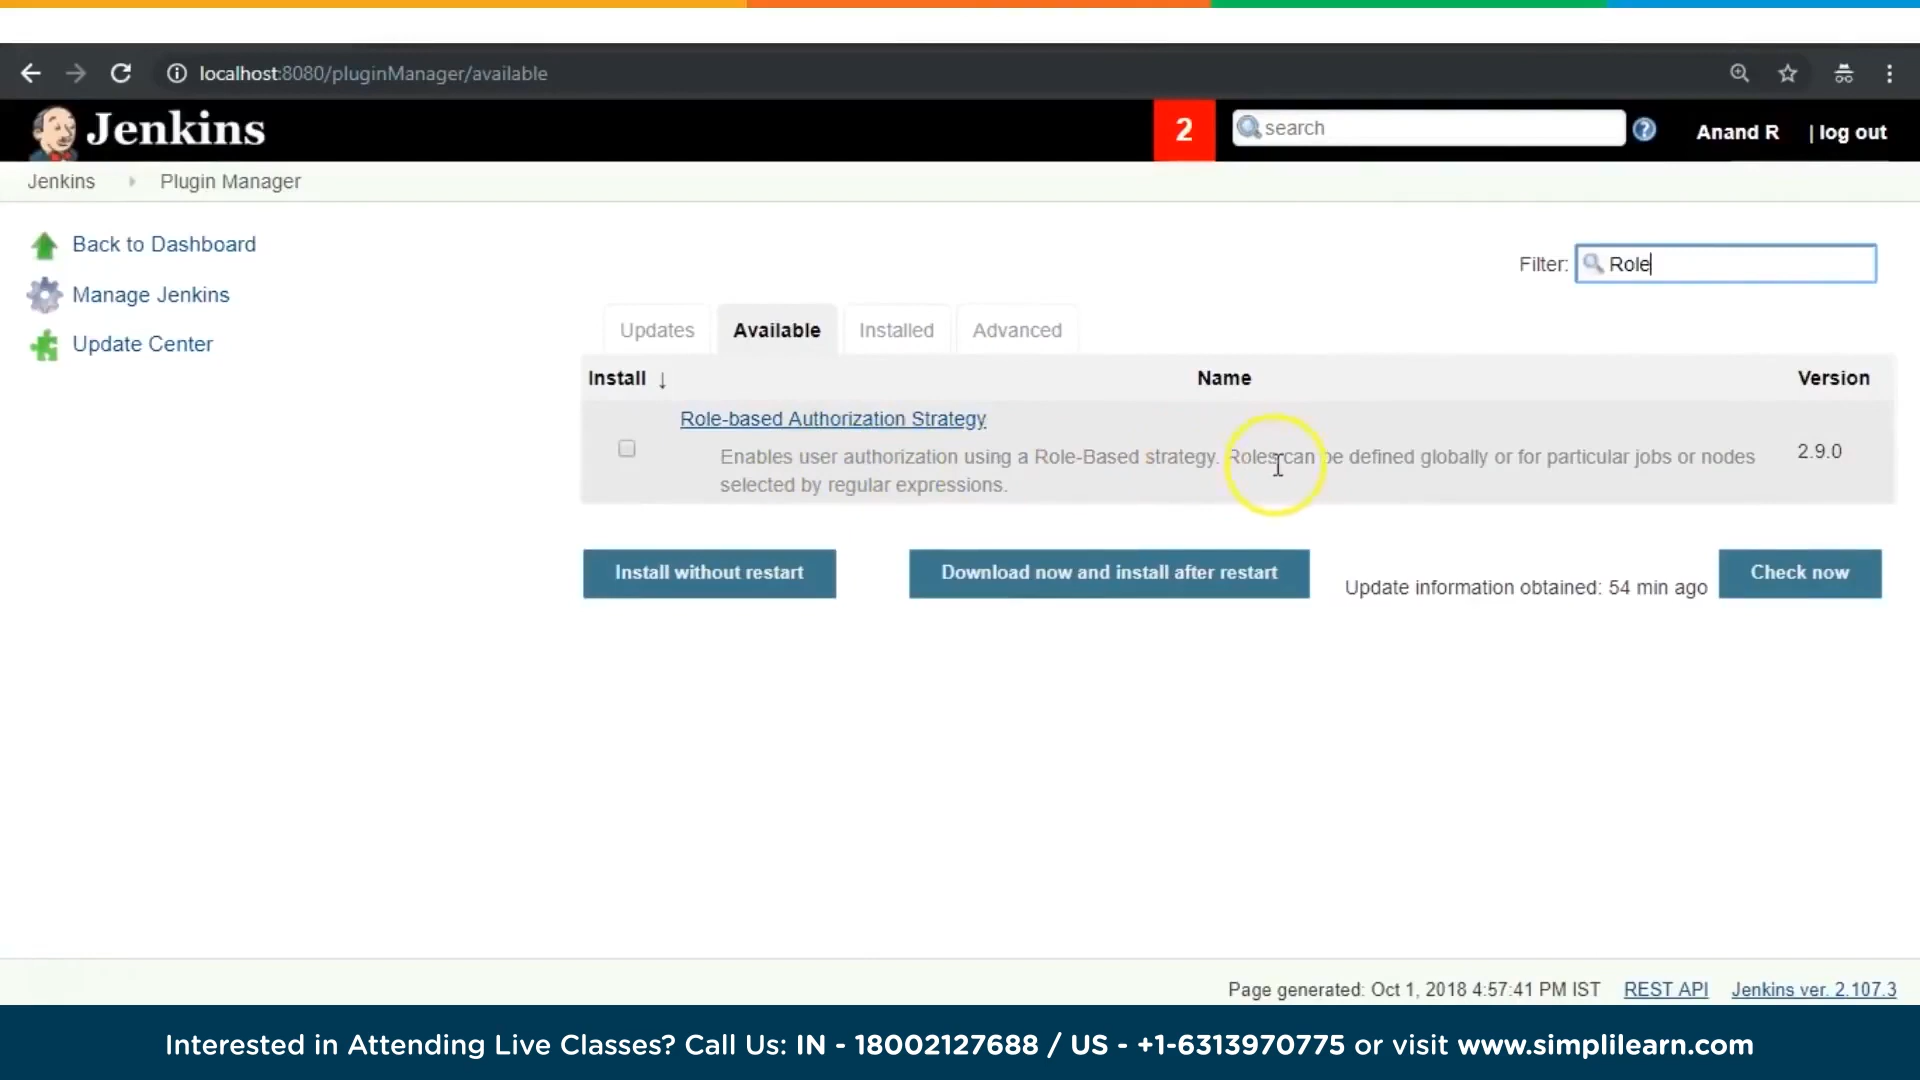 localhost:8080/pluginManager/available
Jenkins
2
search
Anand R
| log out
Jenkins
Plugin Manager
Back to Dashboard
Manage Jenkins
Update Center
Filter: Role
Updates
Available
Installed
Advanced
Install ↓
Name
Version
Role-based Authorization Strategy
Enables user authorization using a Role-Based strategy. Roles can be defined globally or for particular jobs or nodes
selected by regular expressions.
2.9.0
Install without restart
Download now and install after restart
Update information obtained: 54 min ago
Check now
Page generated: Oct 1, 2018 4:57:41 PM IST
REST API
Jenkins ver. 2.107.3
Interested in Attending Live Classes? Call Us: IN - 18002127688 / US - +1-6313970775 or visit www.simplilearn.com